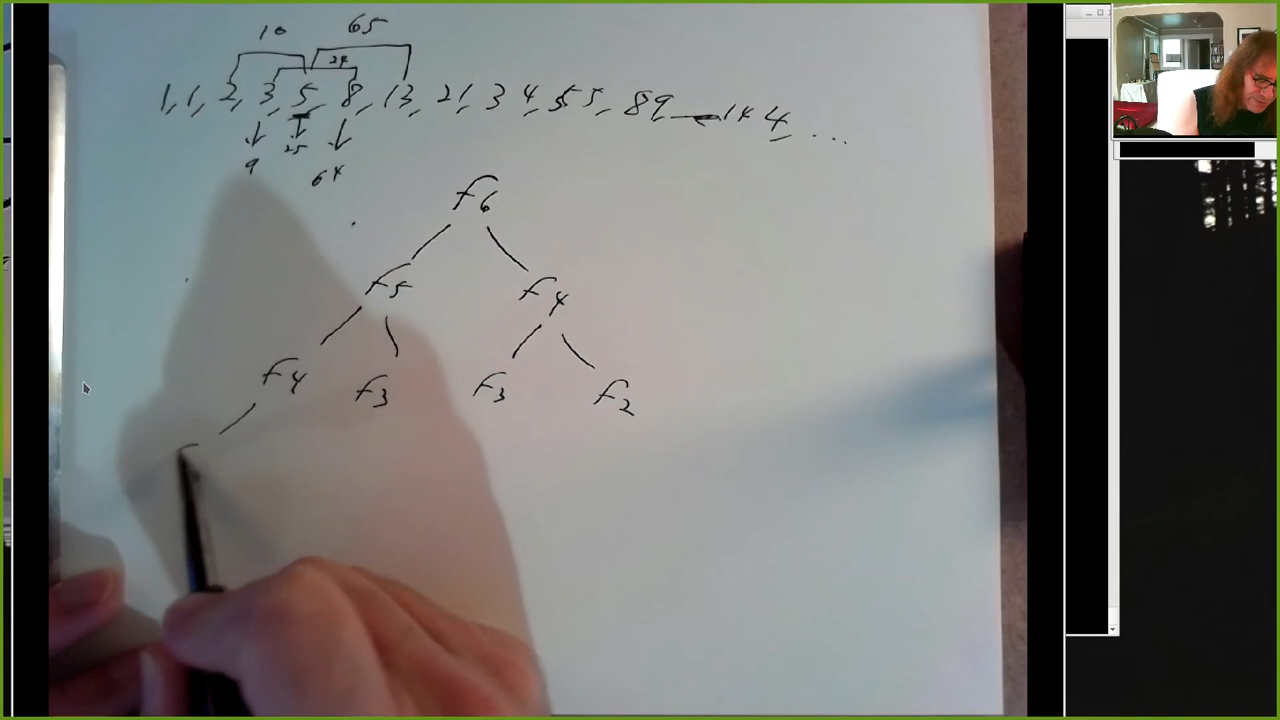 10 65
24
1, 1, 2, 3, 5, 8, 13, 21, 34, 55, 89, 144, ...
9 25 64
f6
f5 f4
f4 f3 f3 f2